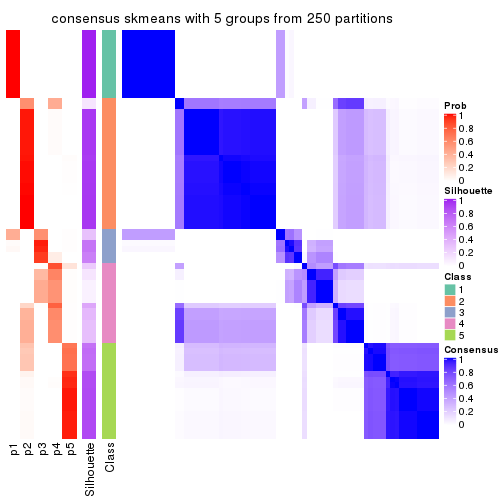 consensus skmeans with 5 groups from 250 partitions
Prob
1
0.8
0.6
0.4
0.2
0
Silhouette
1
0.8
0.6
0.4
0.2
0
Class
1
2
3
4
5
Consensus
1
0.8
0.6
0.4
0.2
0
p1
p2
p3
p4
p5
Silhouette
Class